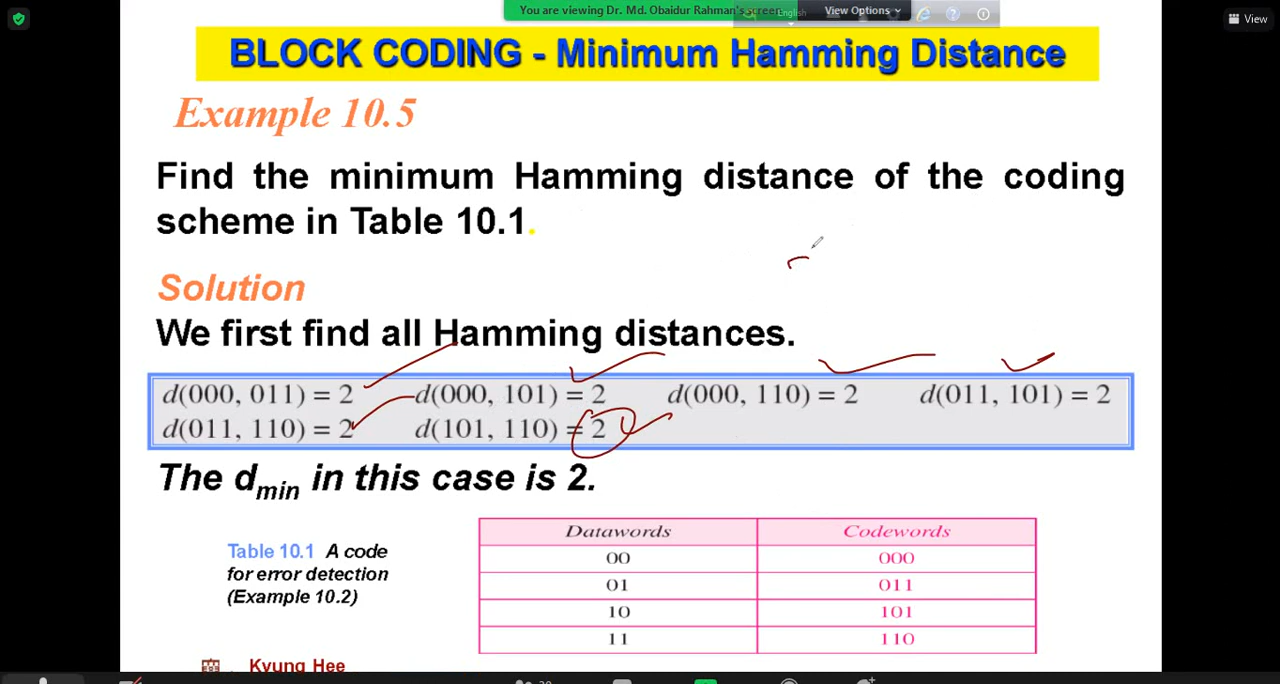 You are viewing Dr. Md. Obaidur Rahman's screen
English
View Options
View
BLOCK CODING - Minimum Hamming Distance
Example 10.5
Find the minimum Hamming distance of the coding
scheme in Table 10.1.
Solution
We first find all Hamming distances.
d(000, 011) = 2 d(000, 101) = 2 d(000, 110) = 2 d(011, 101) = 2
d(011, 110) = 2 d(101, 110) = 2
The dmin in this case is 2.
Table 10.1 A code
for error detection
(Example 10.2)
Datawords Codewords
00 000
01 011
10 101
11 110
Kyung Hee